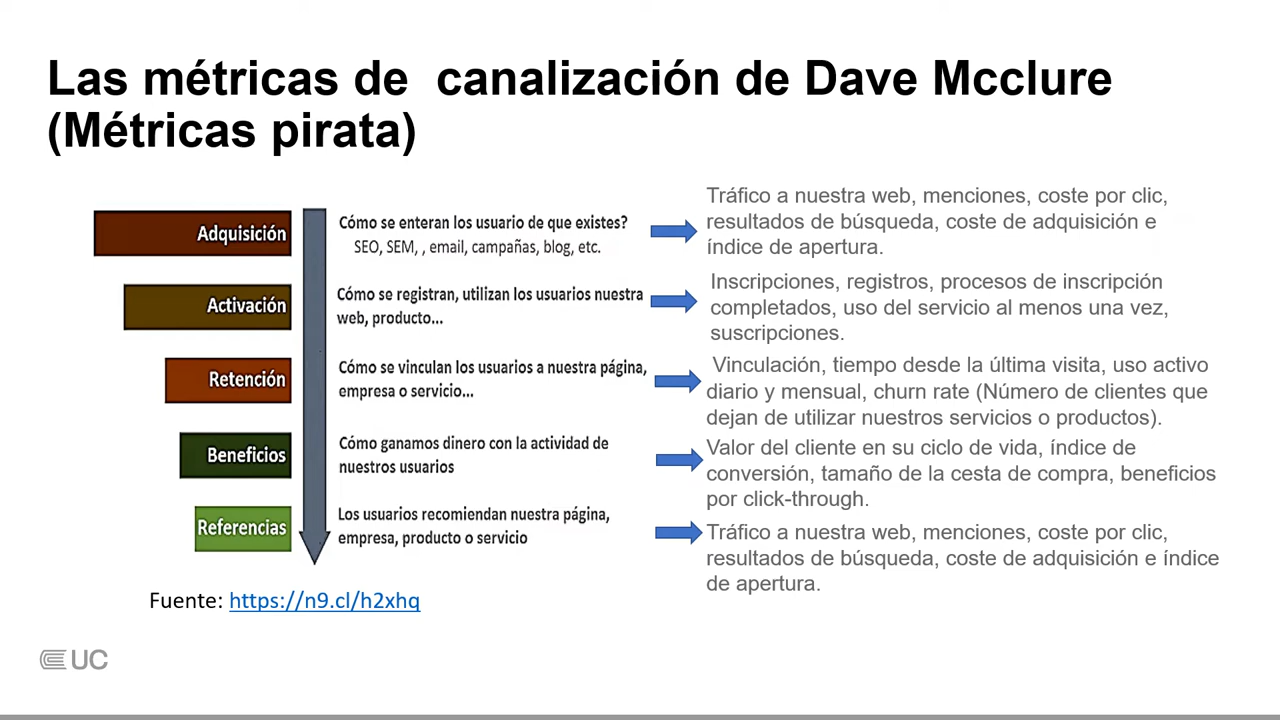 Las métricas de  canalización de Dave Mcclure
(Métricas pirata)
Adquisición
Cómo se enteran los usuario de que existes?
SEO, SEM, , email, campañas, blog, etc.
Tráfico a nuestra web, menciones, coste por clic,
resultados de búsqueda, coste de adquisición e
índice de apertura.
Activación
Cómo se registran, utilizan los usuarios nuestra
web, producto...
Inscripciones, registros, procesos de inscripción
completados, uso del servicio al menos una vez,
suscripciones.
Retención
Cómo se vinculan los usuarios a nuestra página,
empresa o servicio...
Vinculación, tiempo desde la última visita, uso activo
diario y mensual, churn rate (Número de clientes que
dejan de utilizar nuestros servicios o productos).
Beneficios
Cómo ganamos dinero con la actividad de
nuestros usuarios
Valor del cliente en su ciclo de vida, índice de
conversión, tamaño de la cesta de compra, beneficios
por click-through.
Referencias
Los usuarios recomiendan nuestra página,
empresa, producto o servicio
Tráfico a nuestra web, menciones, coste por clic,
resultados de búsqueda, coste de adquisición e índice
de apertura.
Fuente: https://n9.cl/h2xhq
UC